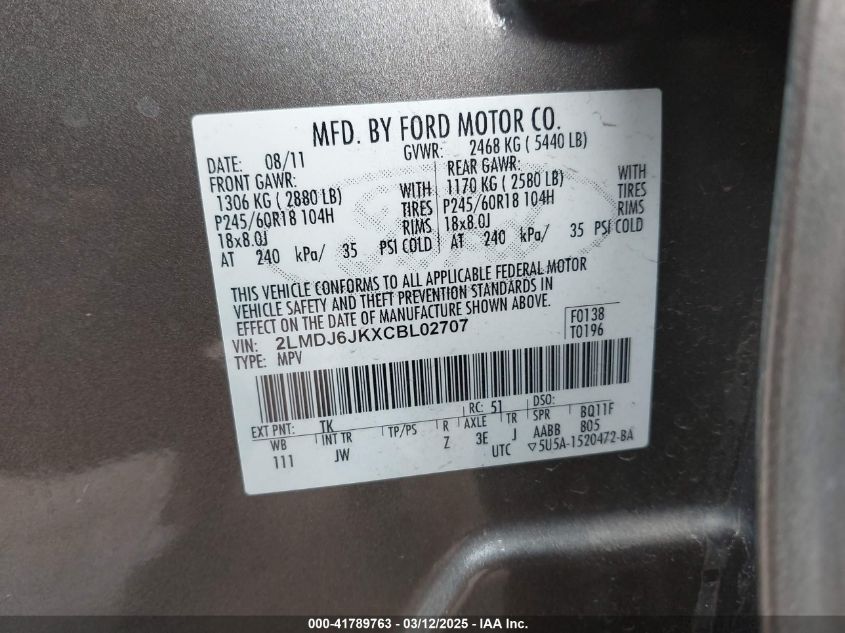 MFD. BY FORD MOTOR CO.
DATE: 08/11 GVWR: 2468 KG ( 5440 LB)
FRONT GAWR: REAR GAWR:
1306 KG ( 2880 LB) WITH 1170 KG ( 2580 LB) WITH
P245/60R18 104H TIRES P245/60R18 104H TIRES
18x8.0J RIMS 18x8.0J RIMS
AT 240 kPa/ 35 PSI COLD AT 240 kPa/ 35 PSI COLD
THIS VEHICLE CONFORMS TO ALL APPLICABLE FEDERAL MOTOR
VEHICLE SAFETY AND THEFT PREVENTION STANDARDS IN
EFFECT ON THE DATE OF MANUFACTURE SHOWN ABOVE.
VIN: 2LMDJ6JKXCBL02707 F0138
TYPE: MPV T0196
EXT PNT: TK RC: 51 DSO:
WB INT TR TP/PS R AXLE TR SPR BQ11F
111 JW Z 3E J AABB 805
UTC ▽5U5A-1520472-BA
000-41789763 - 03/12/2025 - IAA Inc.